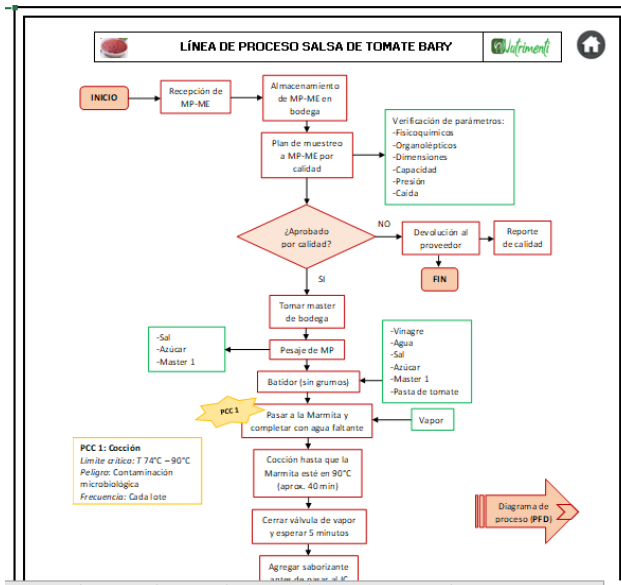 LÍNEA DE PROCESO SALSA DE TOMATE BARY
Nutrimenti
INICIO
Recepción de
MP-ME
Almacenamiento
de MP-ME en
bodega
Plan de muestreo
a MP-ME por
calidad
Verificación de parámetros:
-Fisicoquímicos
-Organolépticos
-Dimensiones
-Capacidad
-Presión
-Caída
¿Aprobado
por calidad?
NO
Devolución al
proveedor
Reporte
de calidad
FIN
SI
Tomar master
de bodega
-Sal
-Azúcar
-Master 1
Pesaje de MP
-Vinagre
-Agua
-Sal
-Azúcar
-Master 1
-Pasta de tomate
Batidor (sin grumos)
PCC 1
Pasar a la Marmita y
completar con agua faltante
Vapor
PCC 1: Cocción
Límite crítico: T 74°C – 90°C
Peligro: Contaminación
microbiológica
Frecuencia: Cada lote
Cocción hasta que la
Marmita esté en 90°C
(aprox. 40 min)
Diagrama de
proceso (PFD)
Cerrar válvula de vapor
y esperar 5 minutos
Agregar saborizante
antes de pasar al IC